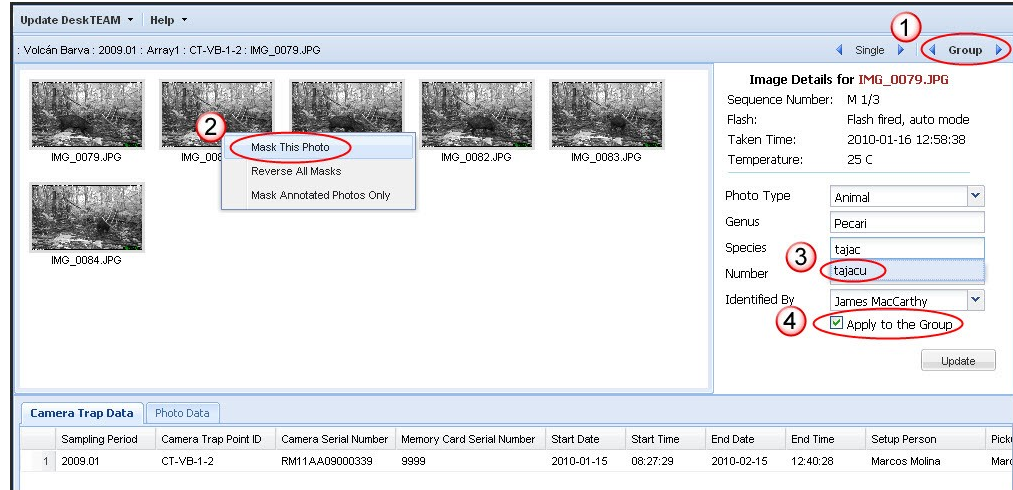 Update DeskTEAM Help
: Volcán Barva : 2009.01 : Array1 : CT-VB-1-2 : IMG_0079.JPG
Single Group
1
2
IMG_0079.JPG
IMG_00
IMG_0082.JPG
IMG_0083.JPG
Mask This Photo
Reverse All Masks
Mask Annotated Photos Only
IMG_0084.JPG
Image Details for IMG_0079.JPG
Sequence Number: M 1/3
Flash: Flash fired, auto mode
Taken Time: 2010-01-16 12:58:38
Temperature: 25 C
Photo Type Animal
Genus Pecari
Species tajac
3
Number tajacu
Identified By James MacCarthy
4
Apply to the Group
Update
Camera Trap Data Photo Data
Sampling Period Camera Trap Point ID Camera Serial Number Memory Card Serial Number Start Date Start Time End Date End Time Setup Person Pick
1 2009.01 CT-VB-1-2 RM11AA09000339 9999 2010-01-15 08:27:29 2010-02-15 12:40:28 Marcos Molina Marc